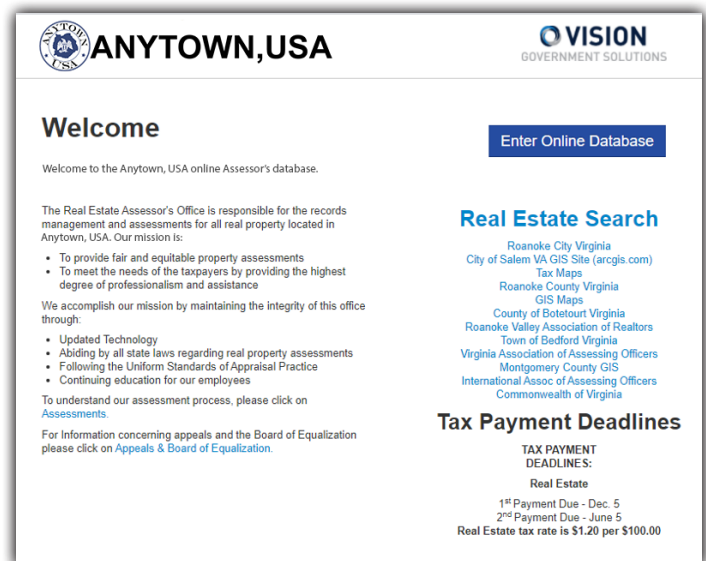 ANYTOWN
USA
ANYTOWN,USA
VISION
GOVERNMENT SOLUTIONS
Welcome
Welcome to the Anytown, USA online Assessor's database.
The Real Estate Assessor's Office is responsible for the records
management and assessments for all real property located in
Anytown, USA. Our mission is:
• To provide fair and equitable property assessments
• To meet the needs of the taxpayers by providing the highest
degree of professionalism and assistance
We accomplish our mission by maintaining the integrity of this office
through:
• Updated Technology
• Abiding by all state laws regarding real property assessments
• Following the Uniform Standards of Appraisal Practice
• Continuing education for our employees
To understand our assessment process, please click on
Assessments.
For Information concerning appeals and the Board of Equalization
please click on Appeals & Board of Equalization.
Enter Online Database
Real Estate Search
Roanoke City Virginia
City of Salem VA GIS Site (arcgis.com)
Tax Maps
Roanoke County Virginia
GIS Maps
County of Botetourt Virginia
Roanoke Valley Association of Realtors
Town of Bedford Virginia
Virginia Association of Assessing Officers
Montgomery County GIS
International Assoc of Assessing Officers
Commonwealth of Virginia
Tax Payment Deadlines
TAX PAYMENT
DEADLINES:
Real Estate
1st Payment Due - Dec. 5
2nd Payment Due - June 5
Real Estate tax rate is $1.20 per $100.00